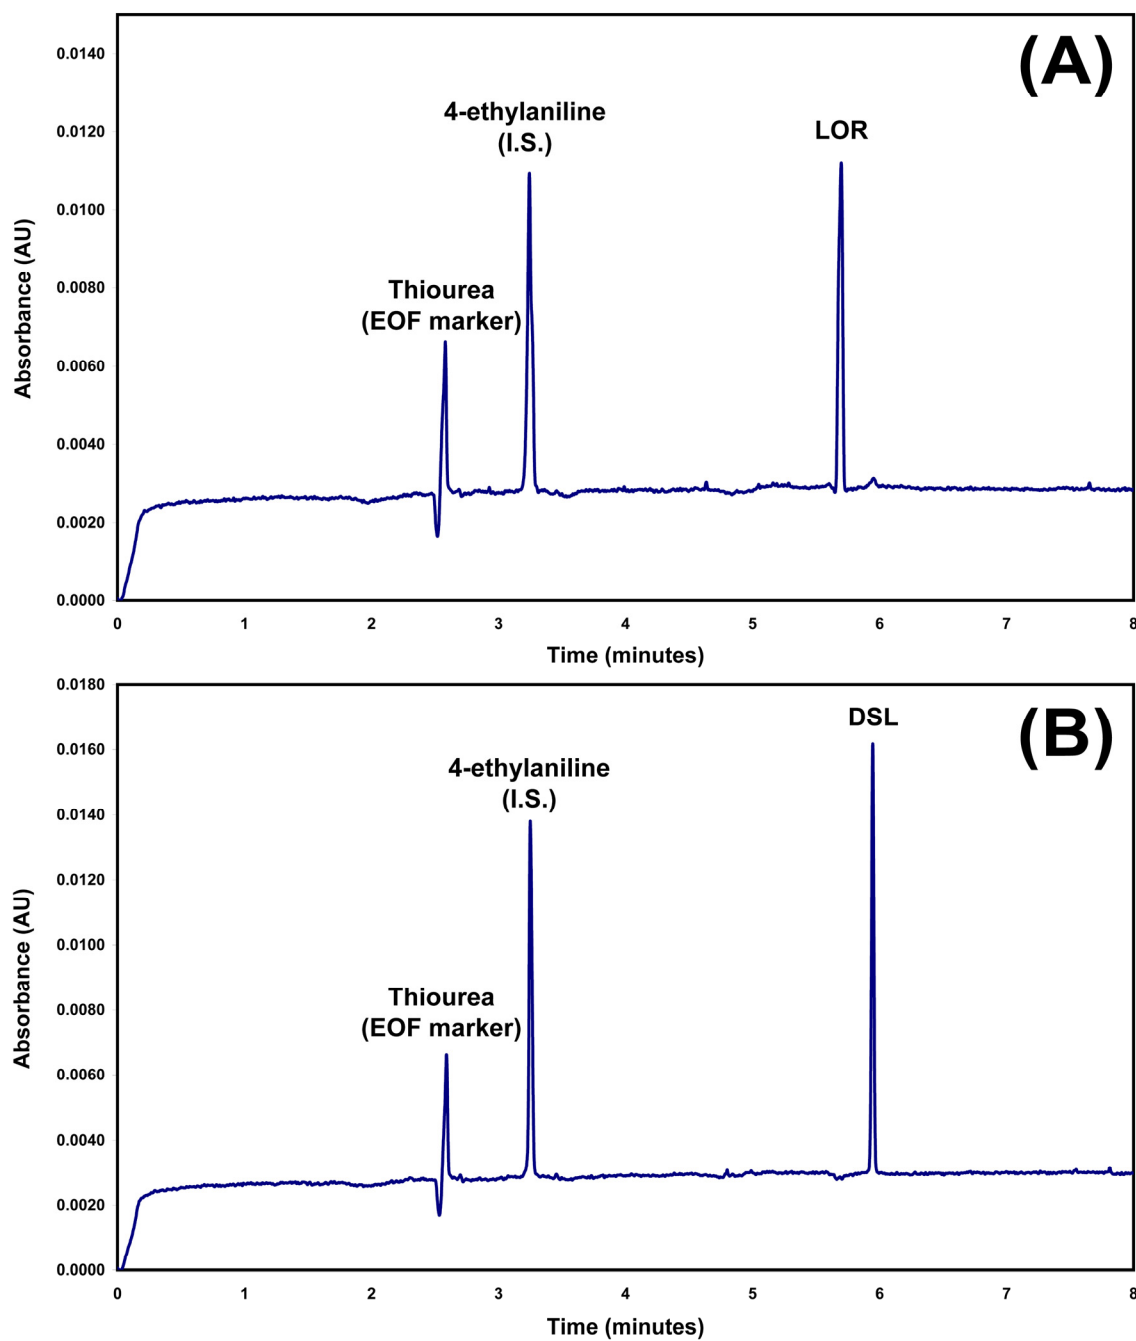 (A)
0.0140
0.0120
0.0100
0.0080
0.0060
0.0040
0.0020
0.0000
Absorbance (AU)
4-ethylaniline
(I.S.)
LOR
Thiourea
(EOF marker)
0 1 2 3 4 5 6 7 8
Time (minutes)
(B)
0.0180
0.0160
0.0140
0.0120
0.0100
0.0080
0.0060
0.0040
0.0020
0.0000
Absorbance (AU)
DSL
4-ethylaniline
(I.S.)
Thiourea
(EOF marker)
0 1 2 3 4 5 6 7 8
Time (minutes)